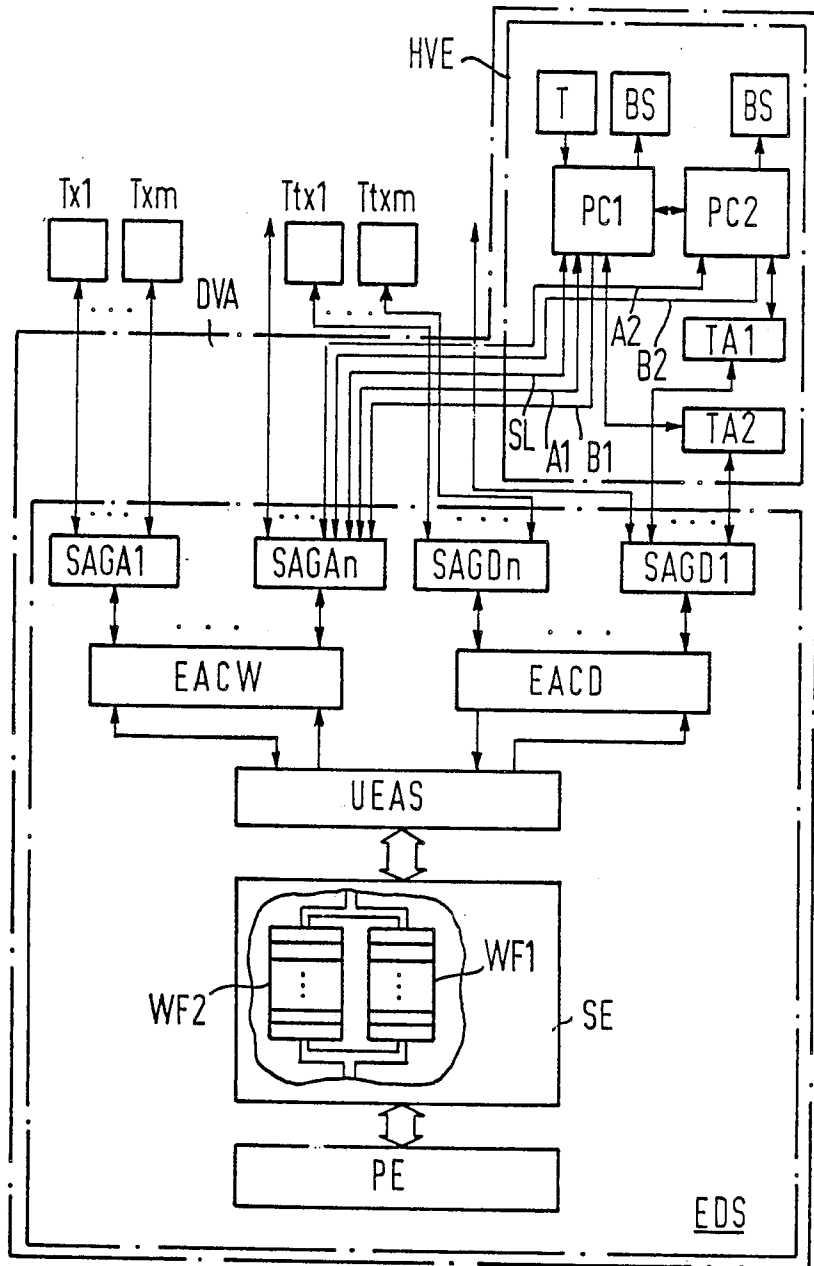 HVE
T BS BS
PC1 PC2
Tx1 Txm Ttx1 Ttxm
DVA
A2
B2
TA1
SL A1 B1
TA2
SAGA1 SAGAn SAGDn SAGD1
EACW EACD
UEAS
WF2 WF1
SE
PE
EDS